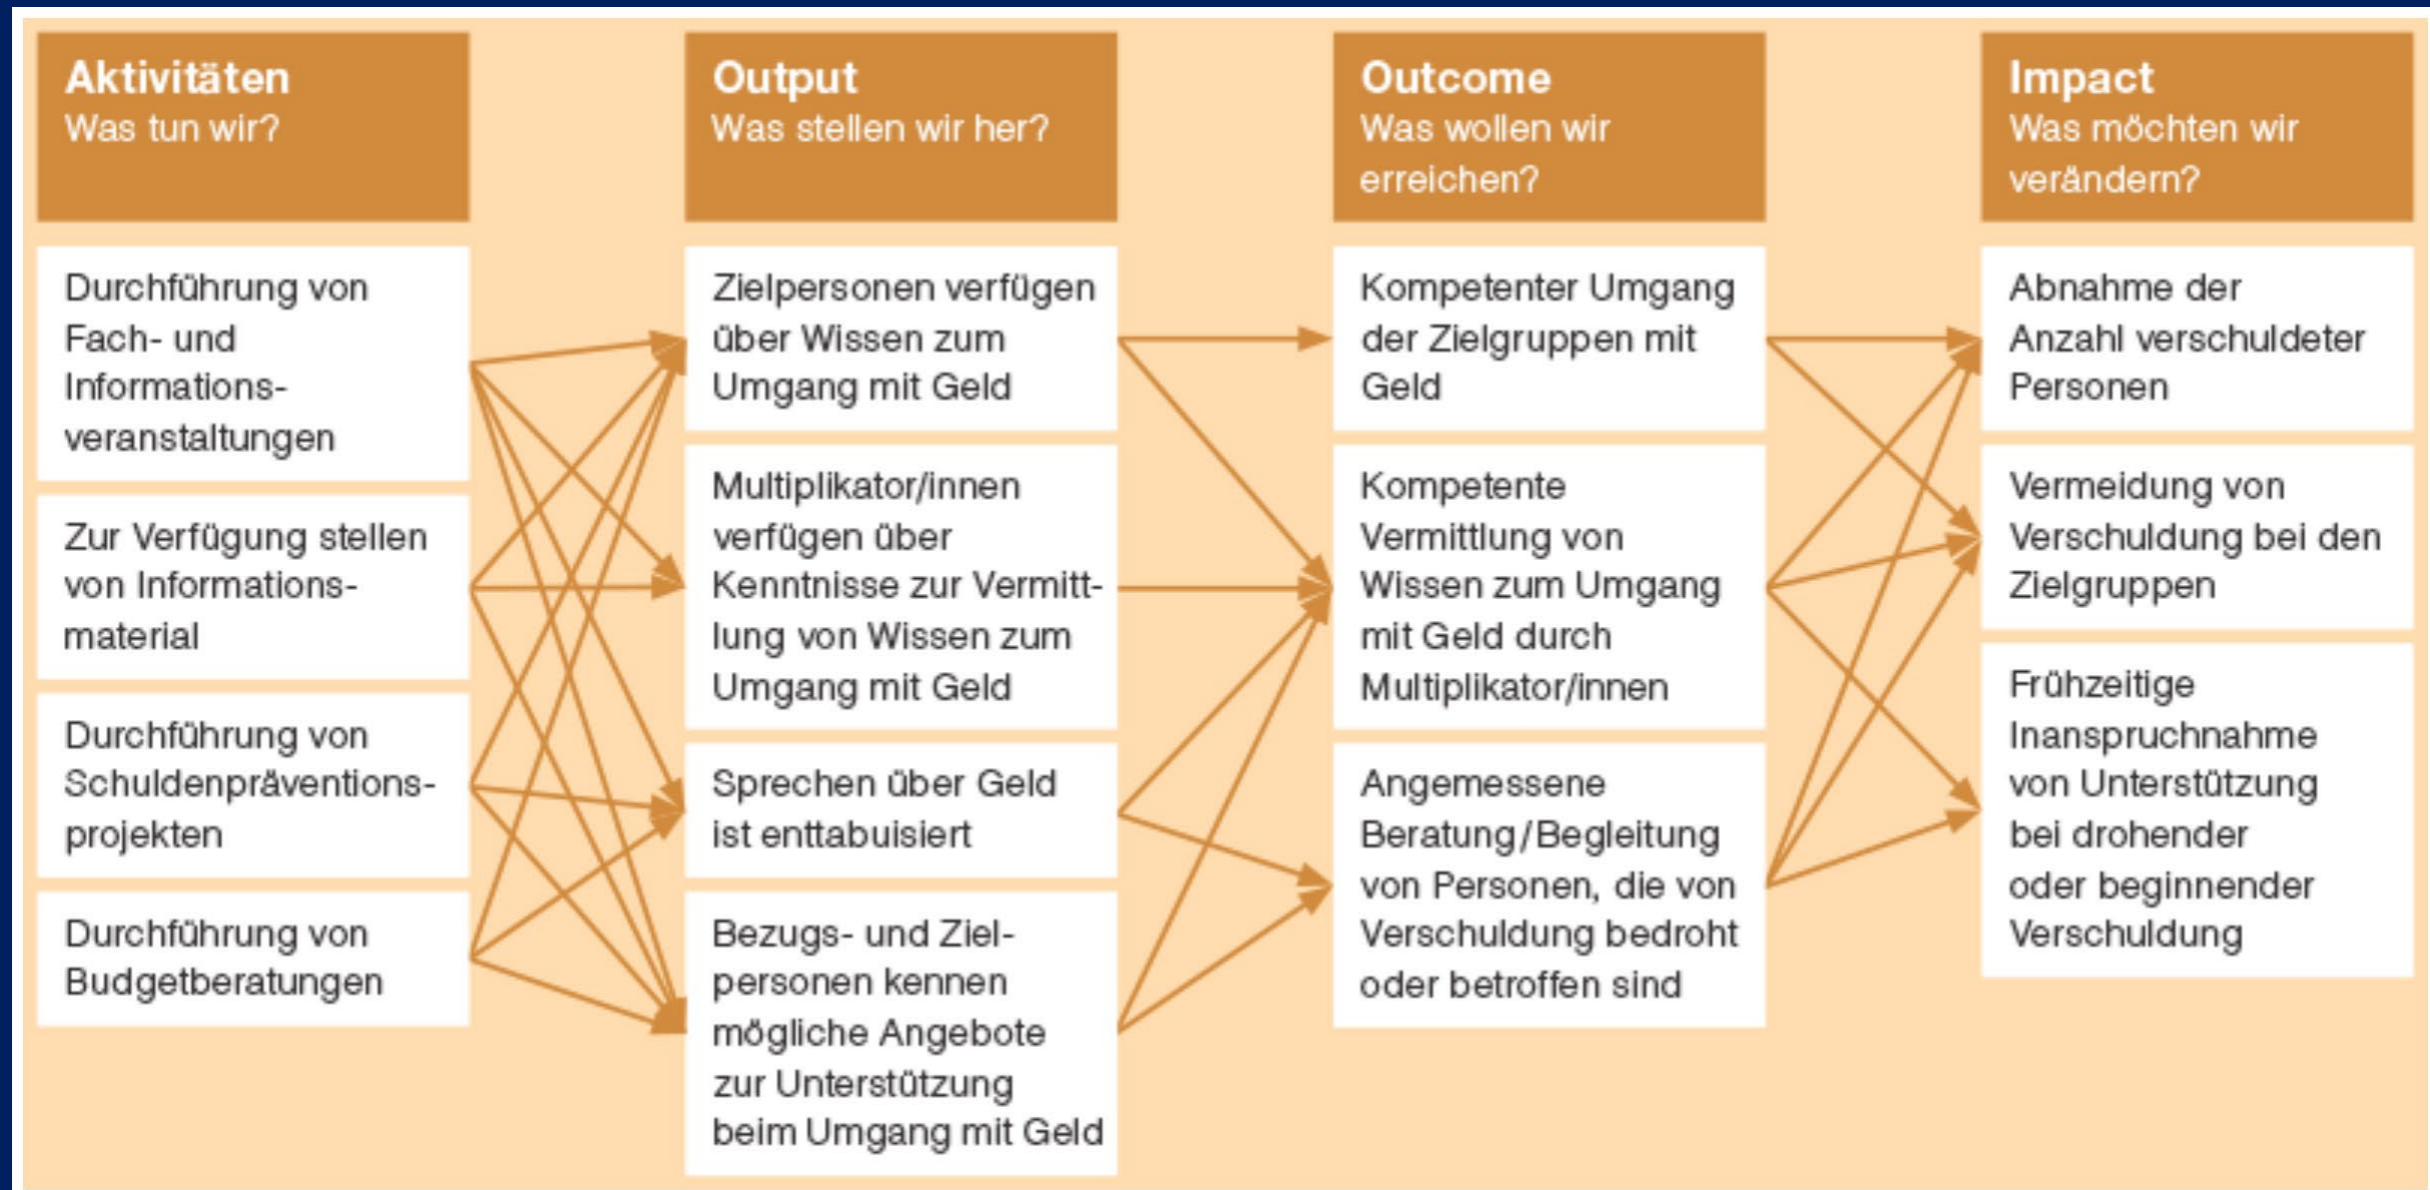 Aktivitäten
Was tun wir?
Durchführung von
Fach- und
Informations-
veranstaltungen
Zur Verfügung stellen
von Informations-
material
Durchführung von
Schuldenpräventions-
projekten
Durchführung von
Budgetberatungen
Output
Was stellen wir her?
Zielpersonen verfügen
über Wissen zum
Umgang mit Geld
Multiplikator/innen
verfügen über
Kenntnisse zur Vermitt-
lung von Wissen zum
Umgang mit Geld
Sprechen über Geld
ist enttabuisiert
Bezugs- und Ziel-
personen kennen
mögliche Angebote
zur Unterstützung
beim Umgang mit Geld
Outcome
Was wollen wir
erreichen?
Kompetenter Umgang
der Zielgruppen mit
Geld
Kompetente
Vermittlung von
Wissen zum Umgang
mit Geld durch
Multiplikator/innen
Angemessene
Beratung/Begleitung
von Personen, die von
Verschuldung bedroht
oder betroffen sind
Impact
Was möchten wir
verändern?
Abnahme der
Anzahl verschuldeter
Personen
Vermeidung von
Verschuldung bei den
Zielgruppen
Frühzeitige
Inanspruchnahme
von Unterstützung
bei drohender
oder beginnender
Verschuldung